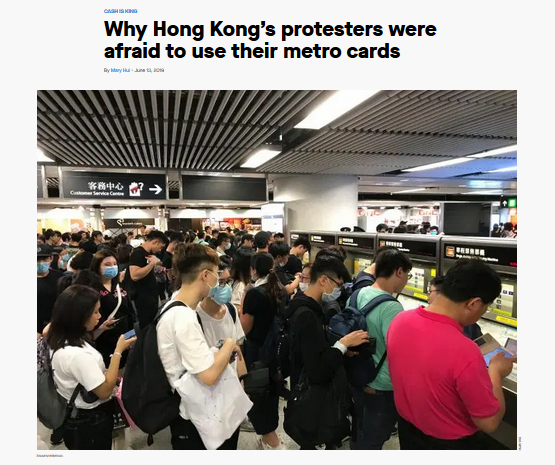 CASH IS KING
Why Hong Kong's protesters were
afraid to use their metro cards
By Mary Hui • June 13, 2019
客務中心
Customer Service Centre